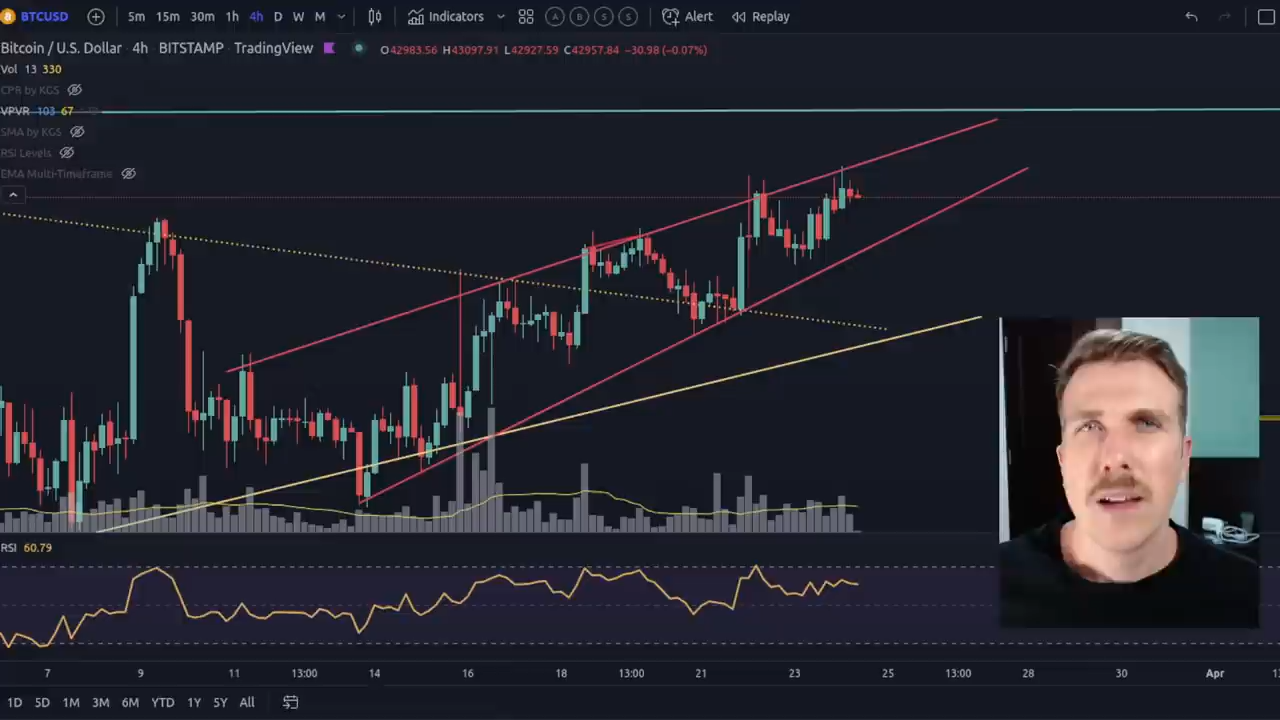 BTCUSD 5m 15m 30m 1h 4h D W M Indicators A B S S Alert Replay
Bitcoin / U.S. Dollar 4h BITSTAMP TradingView O42983.56 H43097.91 L42927.59 C42957.84 −30.98 (−0.07%)
Vol 13 330
CPR by KGS
VPVR 103 67
SMA by KGS
RSI Levels
EMA Multi-Timeframe
RSI 60.79
7 9 11 13:00 14 16 18 13:00 21 23 25 13:00 28 30 Apr
1D 5D 1M 3M 6M YTD 1Y 5Y All